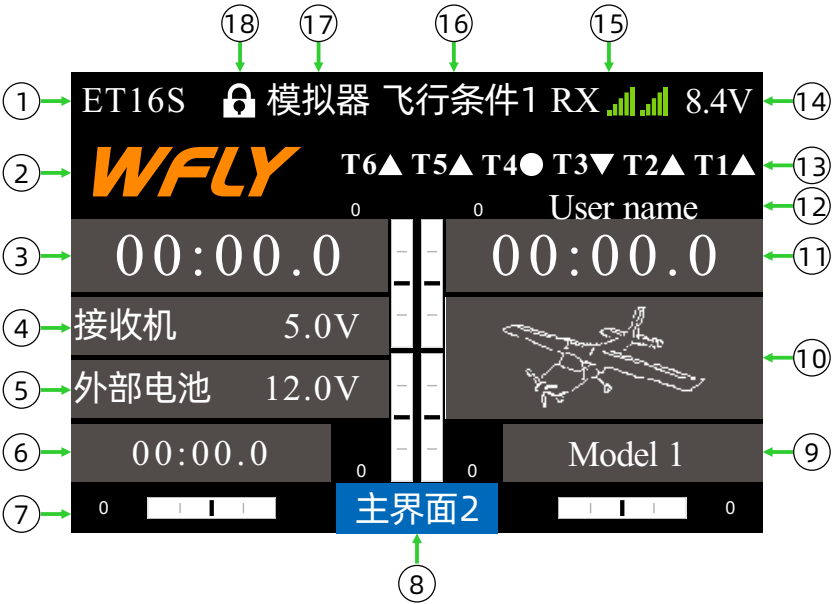 18 17 16 15
1 ET16S 模拟器 飞行条件1 RX 8.4V 14
2 WFLY T6▲ T5▲ T4● T3▼ T2▲ T1▲ 13
0 0 User name 12
3 00:00.0 00:00.0 11
4 接收机 5.0V
10
5 外部电池 12.0V
6 00:00.0 0 0 Model 1 9
7 0 主界面2 0
8